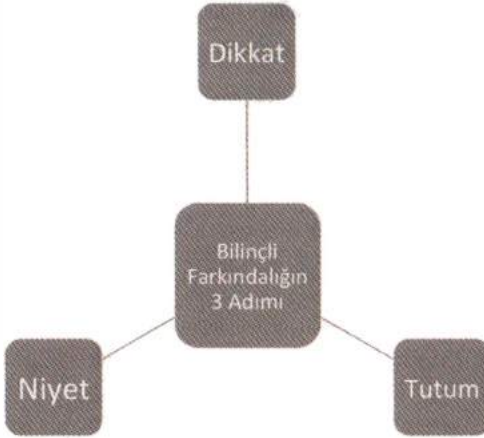 Dikkat
Bilinçli
Farkındalığın
3 Adımı
Niyet
Tutum